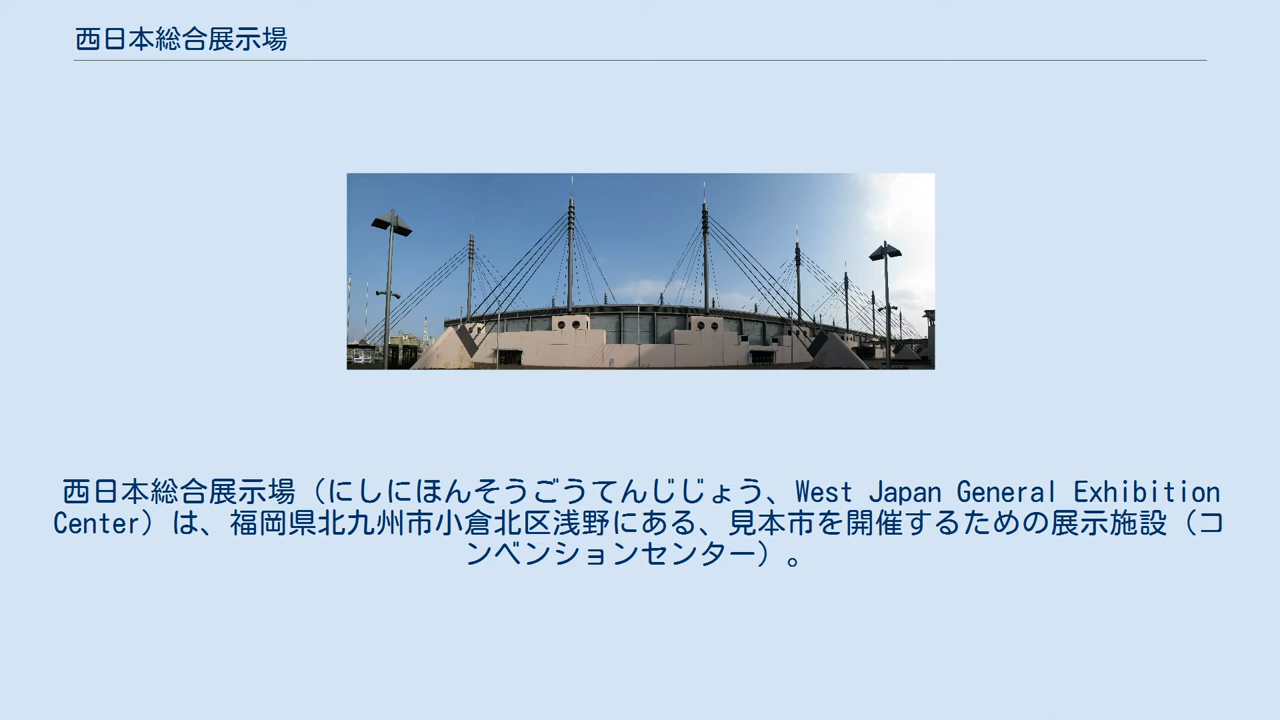 西日本総合展示場
西日本総合展示場（にしにほんそうごうてんじじょう、West Japan General Exhibition
Center）は、福岡県北九州市小倉北区浅野にある、見本市を開催するための展示施設（コ
ンベンションセンター）。